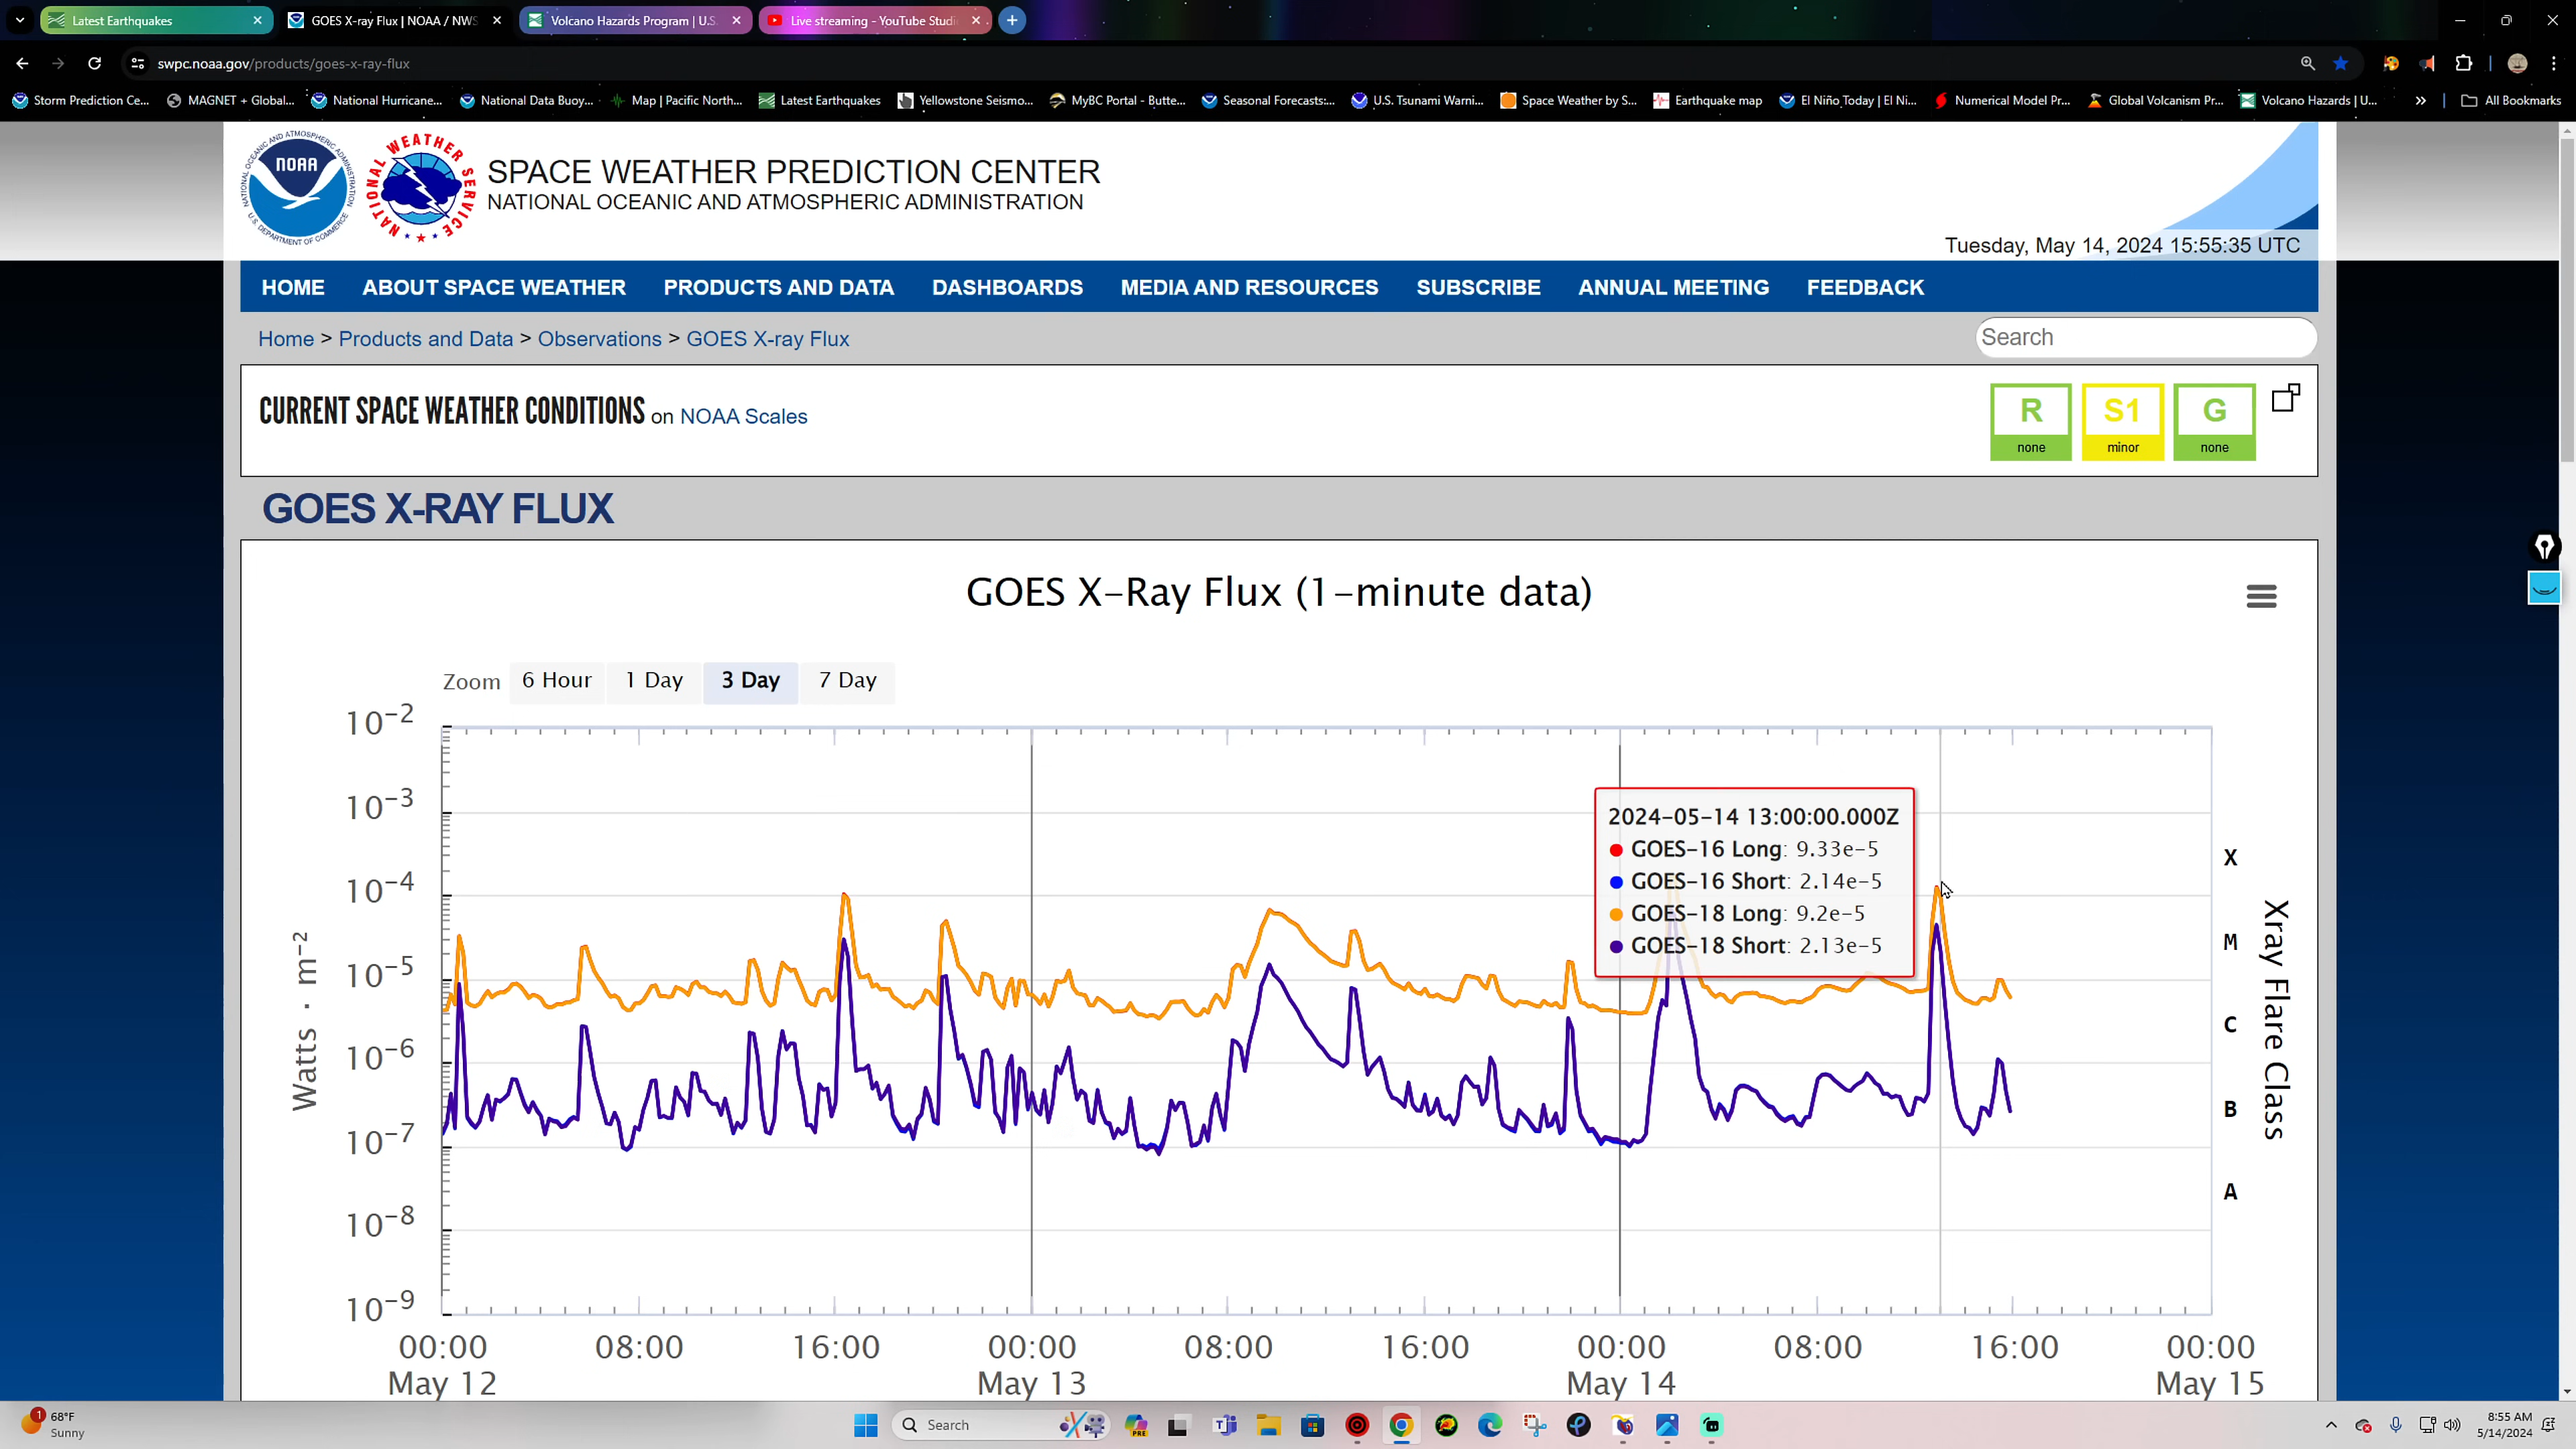 Latest Earthquakes
GOES X-ray Flux | NOAA / NWS
Volcano Hazards Program | U.S.
Live streaming - YouTube Studi
swpc.noaa.gov/products/goes-x-ray-flux
Storm Prediction Ce...
MAGNET + Global...
National Hurricane...
National Data Buoy...
Map | Pacific North...
Latest Earthquakes
Yellowstone Seismo...
MyBC Portal - Butte...
Seasonal Forecasts:...
U.S. Tsunami Warni...
Space Weather by S...
Earthquake map
El Niño Today | El Ni...
Numerical Model Pr...
Global Volcanism Pr...
Volcano Hazards | U...
All Bookmarks
NATIONAL OCEANIC AND ATMOSPHERIC ADMINISTRATION
NOAA
U.S. DEPARTMENT OF COMMERCE
NATIONAL WEATHER SERVICE
SPACE WEATHER PREDICTION CENTER
NATIONAL OCEANIC AND ATMOSPHERIC ADMINISTRATION
Tuesday, May 14, 2024 15:55:35 UTC
HOME ABOUT SPACE WEATHER PRODUCTS AND DATA DASHBOARDS MEDIA AND RESOURCES SUBSCRIBE ANNUAL MEETING FEEDBACK
Home > Products and Data > Observations > GOES X-ray Flux
Search
CURRENT SPACE WEATHER CONDITIONS on NOAA Scales
R S1 G
none minor none
GOES X-RAY FLUX
GOES X-Ray Flux (1-minute data)
Zoom 6 Hour 1 Day 3 Day 7 Day
10⁻²
10⁻³
10⁻⁴
10⁻⁵
10⁻⁶
10⁻⁷
10⁻⁸
10⁻⁹
Watts · m⁻²
2024-05-14 13:00:00.000Z
GOES-16 Long: 9.33e-5
GOES-16 Short: 2.14e-5
GOES-18 Long: 9.2e-5
GOES-18 Short: 2.13e-5
X
M
C
B
A
Xray Flare Class
00:00 08:00 16:00 00:00 08:00 16:00 00:00 08:00 16:00 00:00
May 12 May 13 May 14 May 15
1
68°F
Sunny
Search
PRE
8:55 AM
5/14/2024